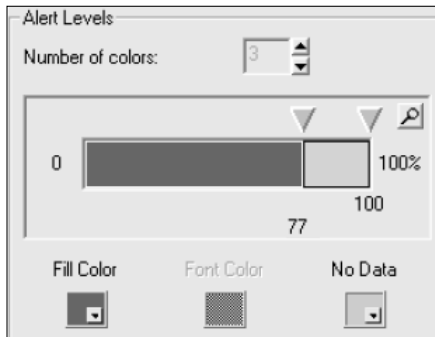 Alert Levels
Number of colors: 3
0 100%
100
77
Fill Color Font Color No Data